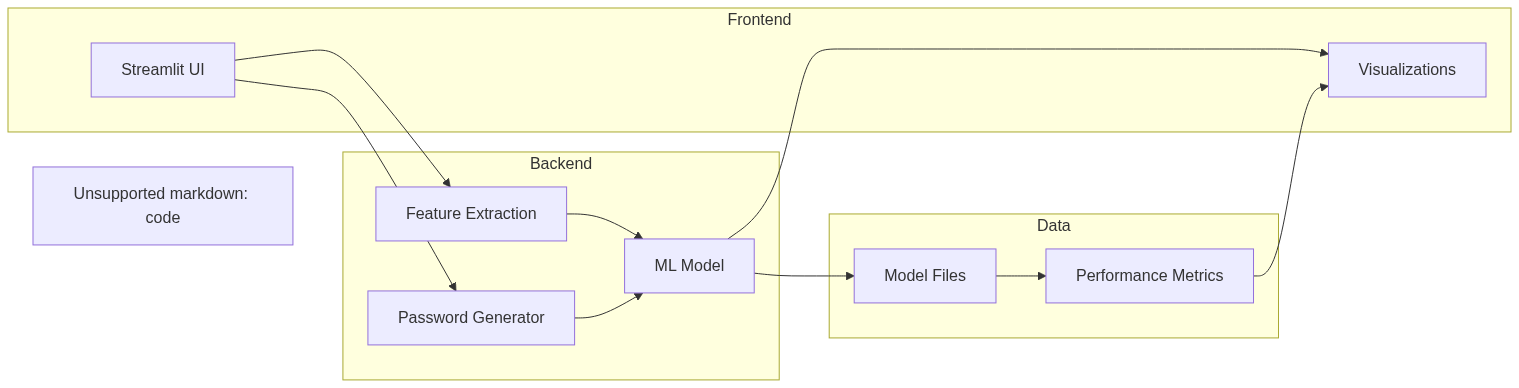 Frontend
Streamlit UI
Visualizations
Unsupported markdown:
code
Backend
Feature Extraction
ML Model
Password Generator
Data
Model Files
Performance Metrics